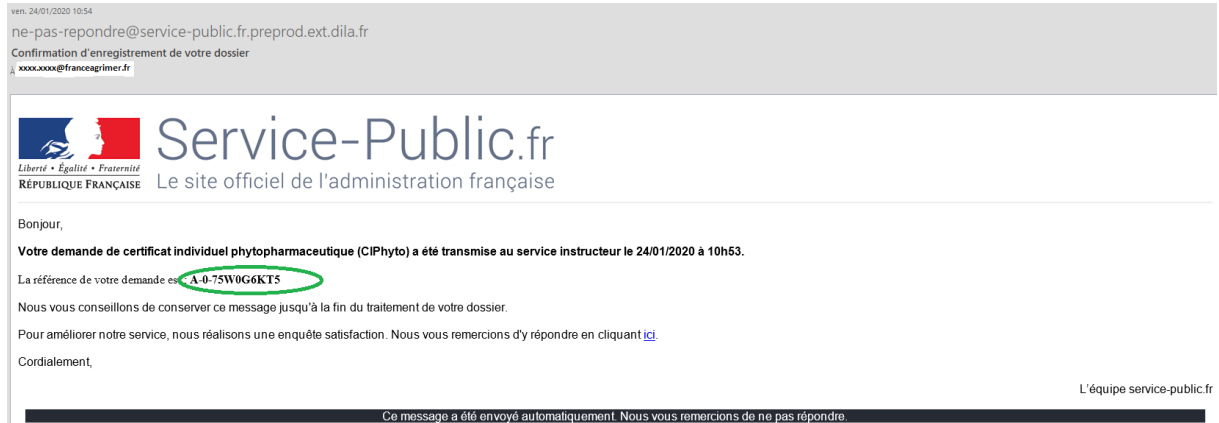 ven. 24/01/2020 10:54
ne-pas-repondre@service-public.fr.preprod.ext.dila.fr
Confirmation d'enregistrement de votre dossier
À xxxx.xxxx@franceagrimer.fr
Liberté • Égalité • Fraternité
RÉPUBLIQUE FRANÇAISE
Service-Public.fr
Le site officiel de l'administration française
Bonjour,
Votre demande de certificat individuel phytopharmaceutique (CIPhyto) a été transmise au service instructeur le 24/01/2020 à 10h53.
La référence de votre demande est : A-0-75W0G6KT5
Nous vous conseillons de conserver ce message jusqu'à la fin du traitement de votre dossier.
Pour améliorer notre service, nous réalisons une enquête satisfaction. Nous vous remercions d'y répondre en cliquant ici.
Cordialement,
L'équipe service-public.fr
Ce message a été envoyé automatiquement. Nous vous remercions de ne pas répondre.